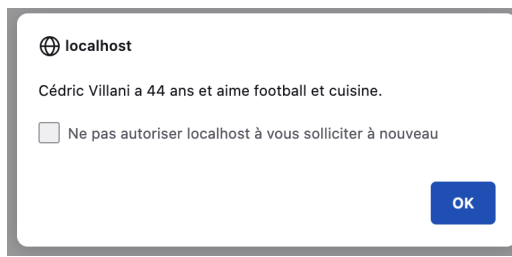 localhost
Cédric Villani a 44 ans et aime football et cuisine.
Ne pas autoriser localhost à vous solliciter à nouveau
OK